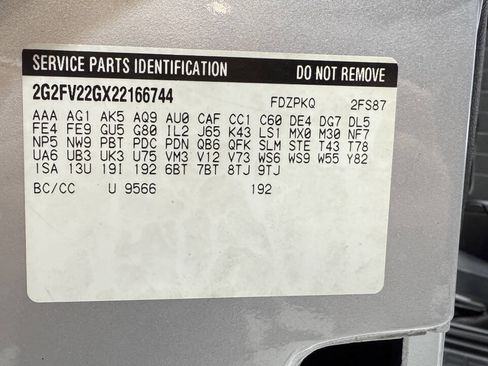 SERVICE PARTS IDENTIFICATION DO NOT REMOVE
2G2FV22GX22166744 FDZPKQ 2FS87
AAA AG1 AK5 AQ9 AU0 CAF CC1 C60 DE4 DG7 DL5
FE4 FE9 GU5 G80 IL2 J65 K43 LS1 MX0 M30 NF7
NP5 NW9 PBT PDC PDN QB6 QFK SLM STE T43 T78
UA6 UB3 UK3 U75 VM3 V12 V73 WS6 WS9 W55 Y82
1SA 13U 19I 192 6BT 7BT 8TJ 9TJ
BC/CC U 9566 192